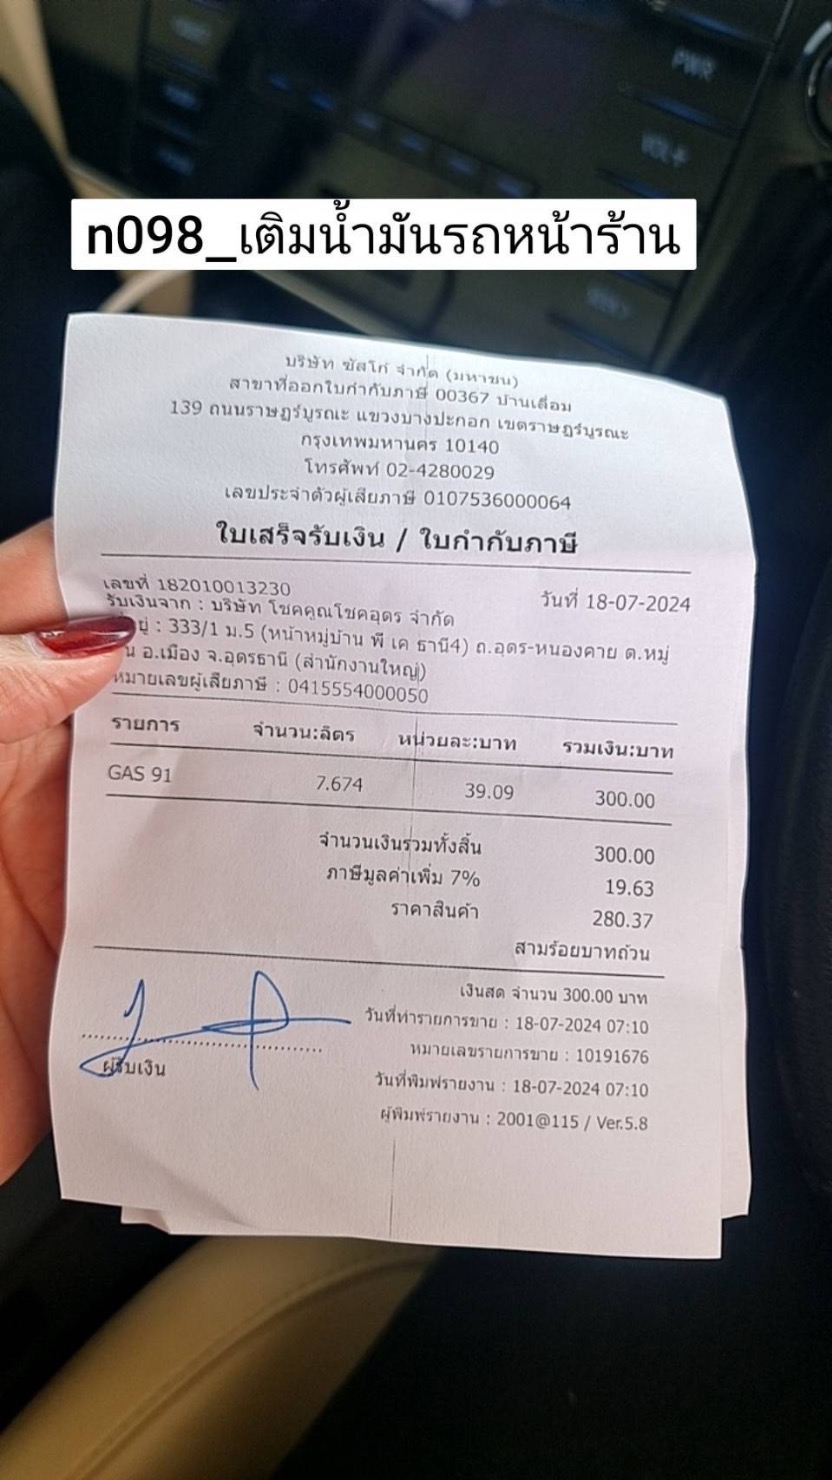 n098_เติมน้ำมันรถหน้าร้าน
บริษัท ซัสโก้ จำกัด (มหาชน)
สาขาที่ออกใบกำกับภาษี 00367 บ้านเลื่อม
139 ถนนราษฎร์บูรณะ แขวงบางปะกอก เขตราษฎร์บูรณะ
กรุงเทพมหานคร 10140
โทรศัพท์ 02-4280029
เลขประจำตัวผู้เสียภาษี 0107536000064
ใบเสร็จรับเงิน / ใบกำกับภาษี
เลขที่ 182010013230
วันที่ 18-07-2024
รับเงินจาก : บริษัท โชคคูณโชคอุดร จำกัด
ยู่ : 333/1 ม.5 (หน้าหมู่บ้าน พี เค ธานี4) ถ.อุดร-หนองคาย ต.หมู่
น อ.เมือง จ.อุดรธานี (สำนักงานใหญ่)
หมายเลขผู้เสียภาษี : 0415554000050
รายการ จำนวน:ลิตร หน่วยละ:บาท รวมเงิน:บาท
GAS 91 7.674 39.09 300.00
จำนวนเงินรวมทั้งสิ้น 300.00
ภาษีมูลค่าเพิ่ม 7% 19.63
ราคาสินค้า 280.37
สามร้อยบาทถ้วน
เงินสด จำนวน 300.00 บาท
วันที่ทำรายการขาย : 18-07-2024 07:10
หมายเลขรายการขาย : 10191676
วันที่พิมพ์รายงาน : 18-07-2024 07:10
ผู้พิมพ์รายงาน : 2001@115 / Ver.5.8
ผู้รับเงิน
PWR
VOL+